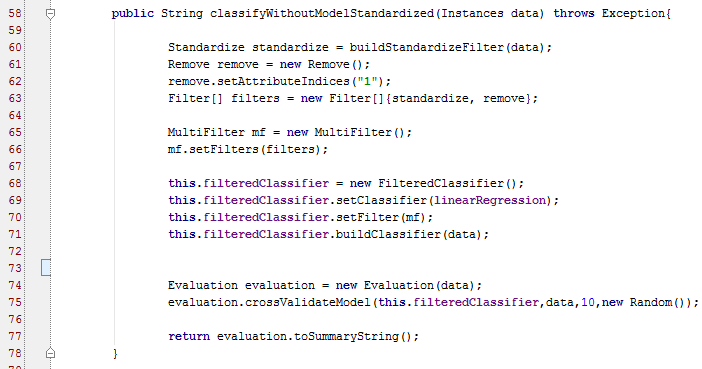 58 public String classifyWithoutModelStandardized(Instances data) throws Exception{
59
60 Standardize standardize = buildStandardizeFilter(data);
61 Remove remove = new Remove();
62 remove.setAttributeIndices("1");
63 Filter[] filters = new Filter[]{standardize, remove};
64
65 MultiFilter mf = new MultiFilter();
66 mf.setFilters(filters);
67
68 this.filteredClassifier = new FilteredClassifier();
69 this.filteredClassifier.setClassifier(linearRegression);
70 this.filteredClassifier.setFilter(mf);
71 this.filteredClassifier.buildClassifier(data);
72
73
74 Evaluation evaluation = new Evaluation(data);
75 evaluation.crossValidateModel(this.filteredClassifier,data,10,new Random());
76
77 return evaluation.toSummaryString();
78 }